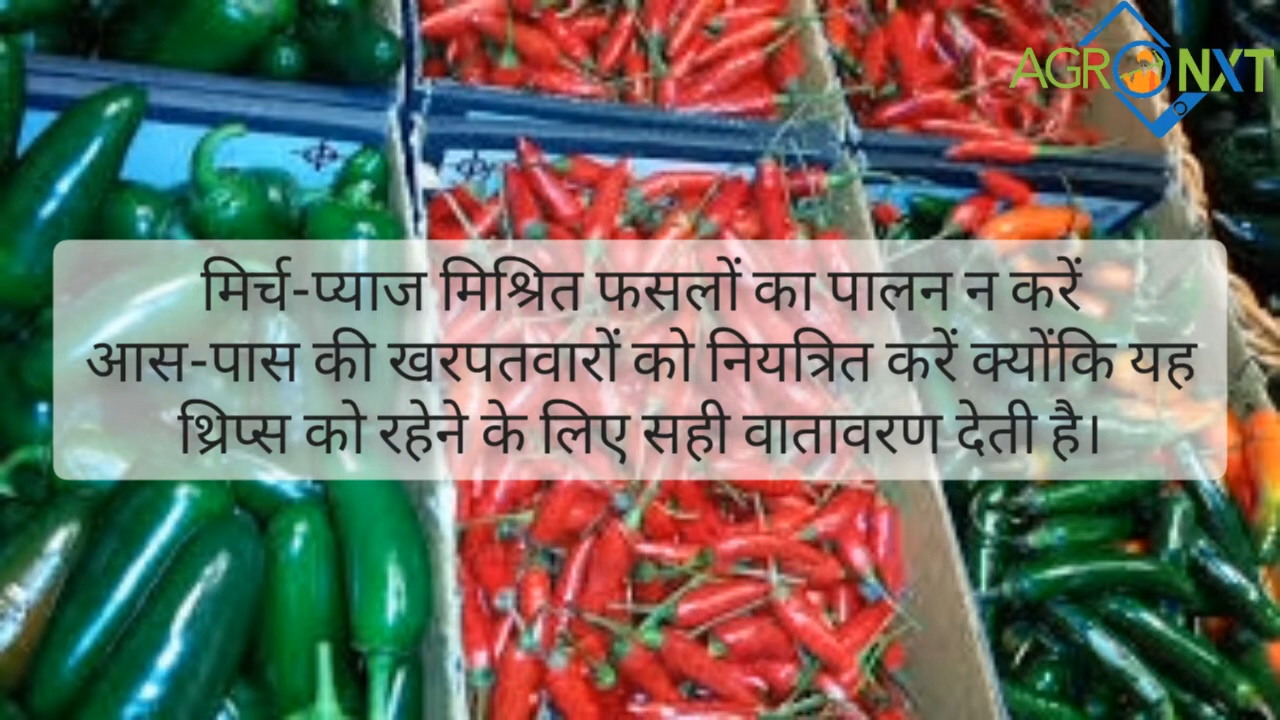 AGRONXT
मिर्च-प्याज मिश्रित फसलों का पालन न करें
आस-पास की खरपतवारों को नियत्रित करें क्योंकि यह
थ्रिप्स को रहेने के लिए सही वातावरण देती है।